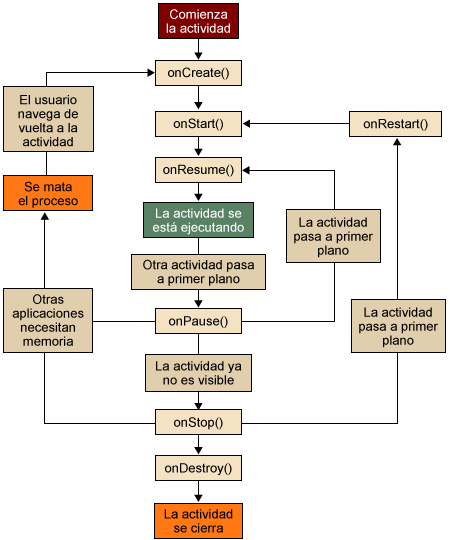 Comienza
la actividad
onCreate()
El usuario
navega de
vuelta a la
actividad
onStart()
onRestart()
onResume()
Se mata
el proceso
La actividad se
está ejecutando
La actividad
pasa a primer
plano
Otra actividad pasa
a primer plano
Otras
aplicaciones
necesitan
memoria
onPause()
La actividad
pasa a primer
plano
La actividad ya
no es visible
onStop()
onDestroy()
La actividad
se cierra